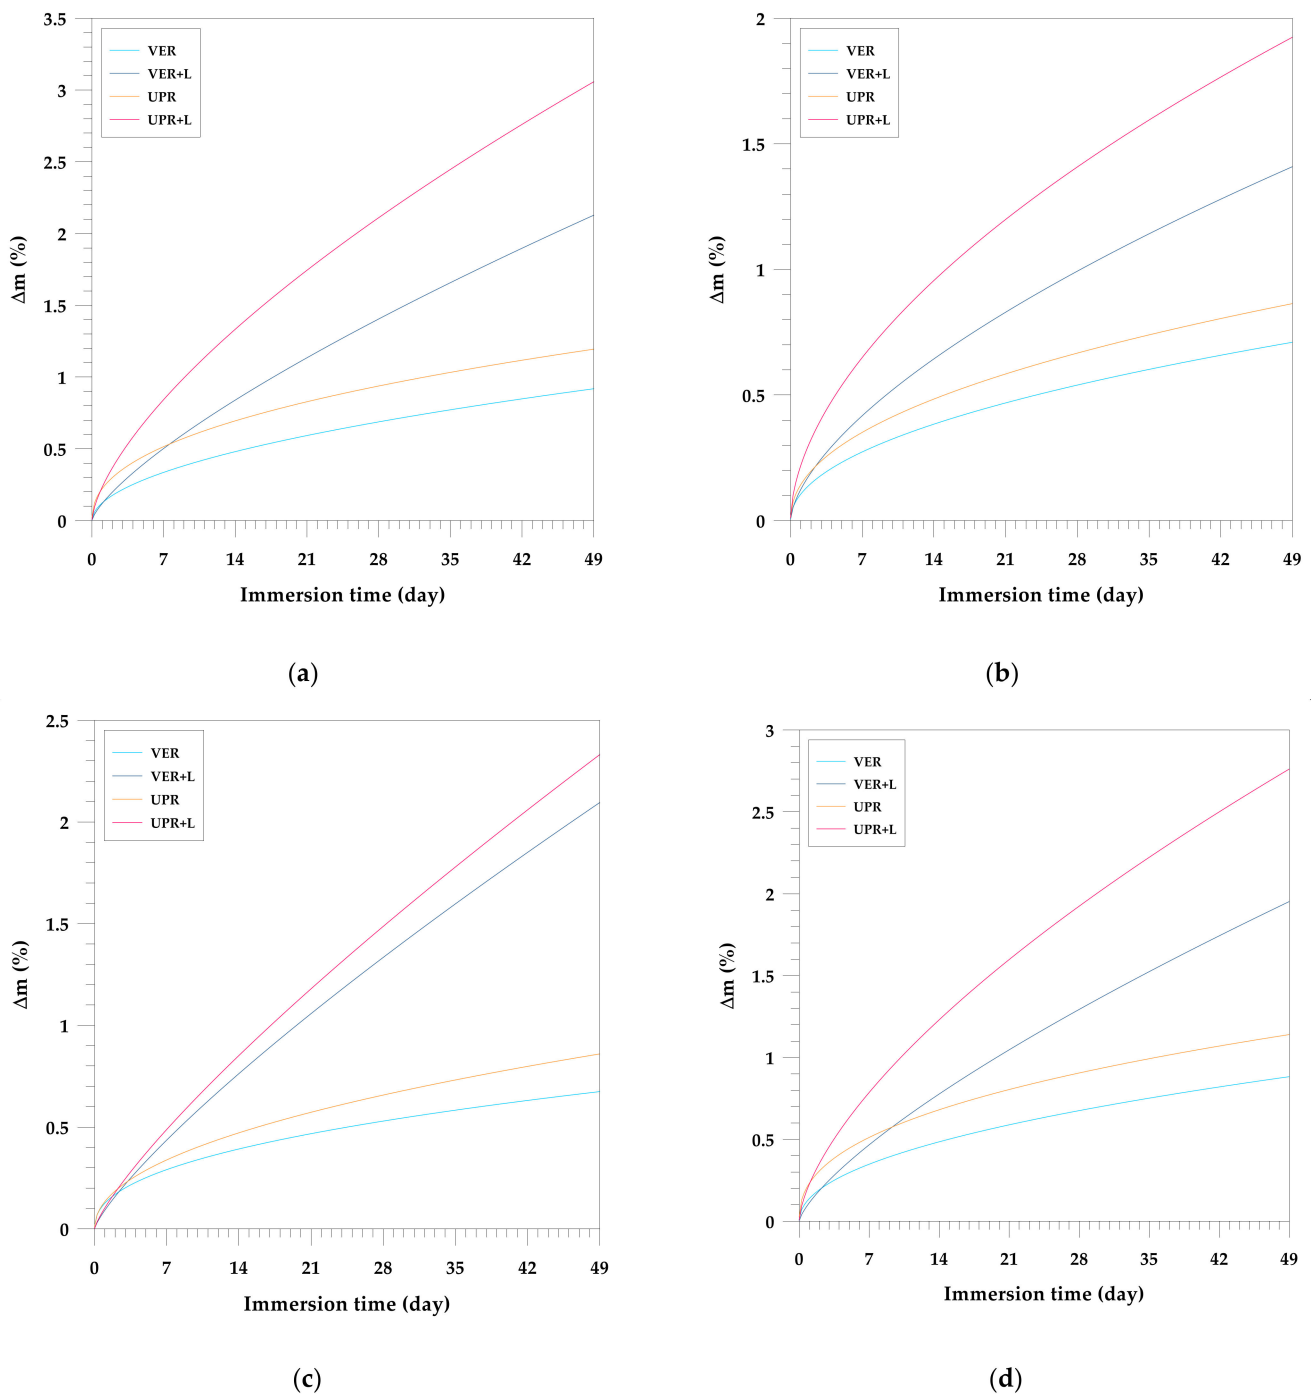 3.5
3
2.5
2
1.5
1
0.5
0
VER
VER+L
UPR
UPR+L
Δm (%)
0 7 14 21 28 35 42 49
Immersion time (day)
(a)
2
1.5
1
0.5
0
VER
VER+L
UPR
UPR+L
Δm (%)
0 7 14 21 28 35 42 49
Immersion time (day)
(b)
2.5
2
1.5
1
0.5
0
VER
VER+L
UPR
UPR+L
Δm (%)
0 7 14 21 28 35 42 49
Immersion time (day)
(c)
3
2.5
2
1.5
1
0.5
0
VER
VER+L
UPR
UPR+L
Δm (%)
0 7 14 21 28 35 42 49
Immersion time (day)
(d)